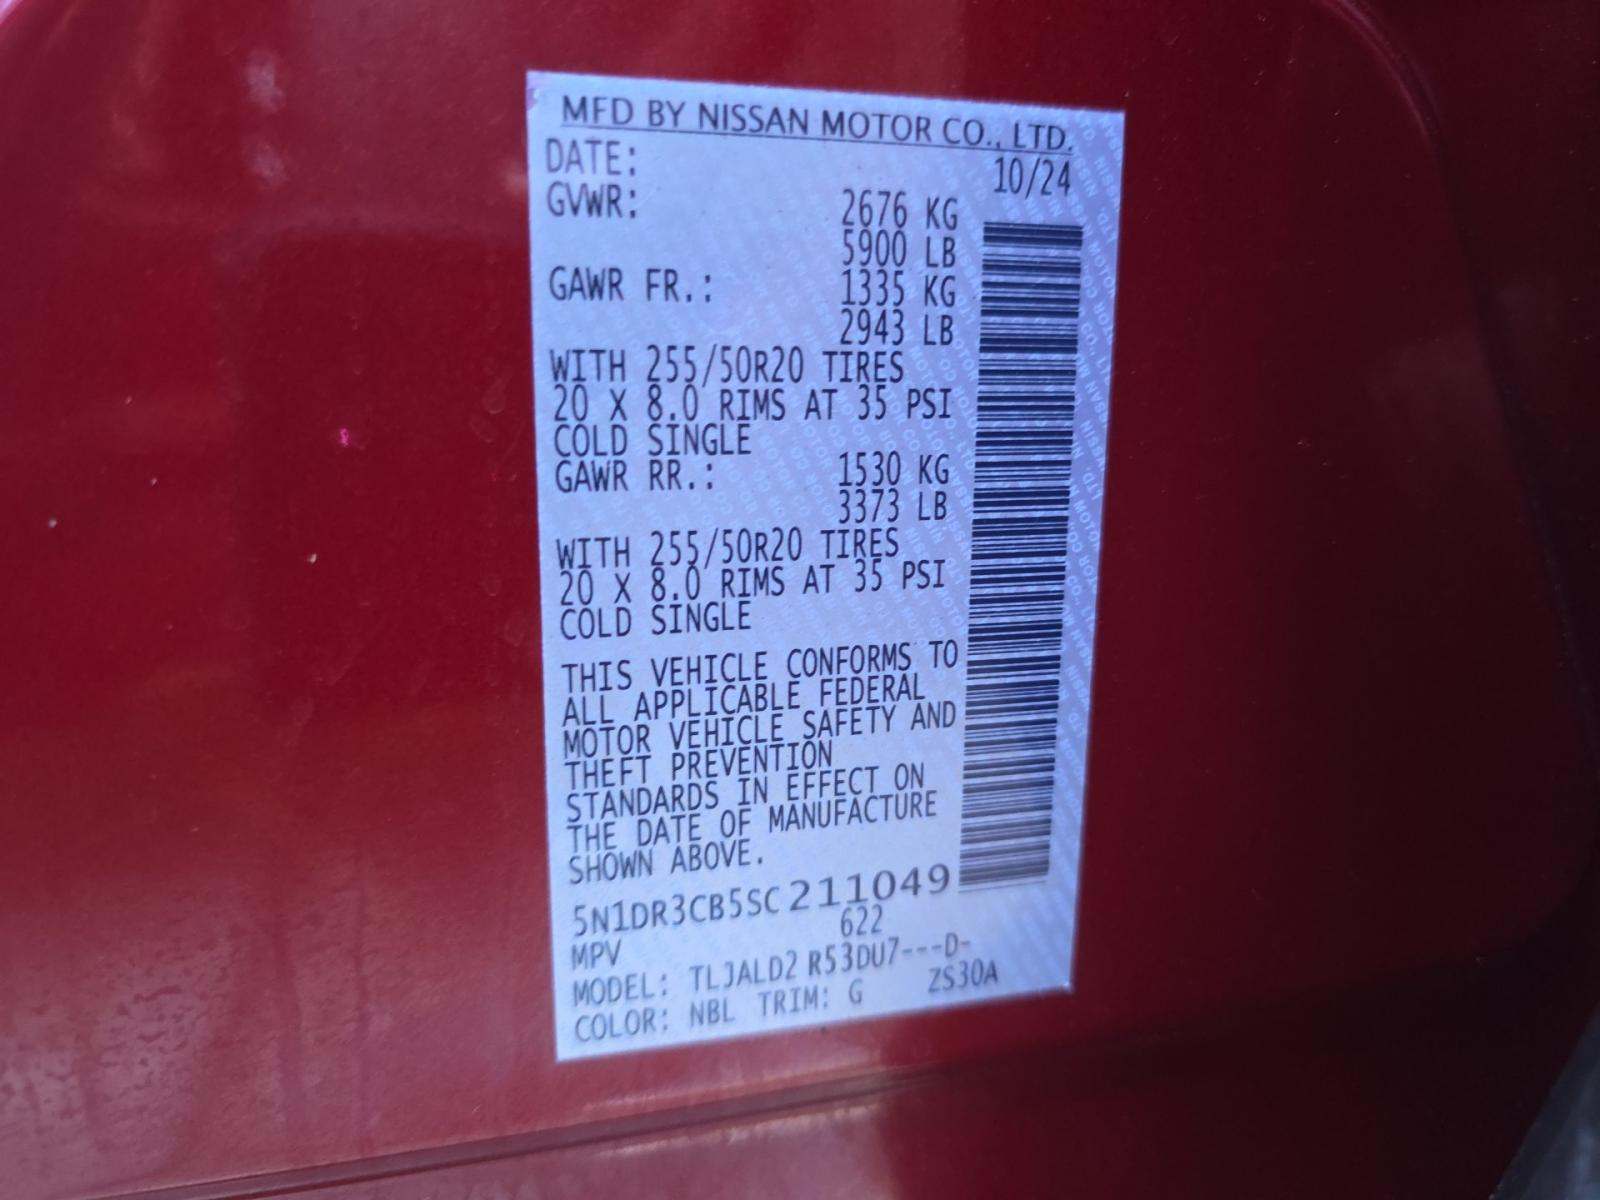 MFD BY NISSAN MOTOR CO., LTD.
DATE: 10/24
GVWR: 2676 KG
5900 LB
GAWR FR.: 1335 KG
2943 LB
WITH 255/50R20 TIRES
20 X 8.0 RIMS AT 35 PSI
COLD SINGLE
GAWR RR.: 1530 KG
3373 LB
WITH 255/50R20 TIRES
20 X 8.0 RIMS AT 35 PSI
COLD SINGLE
THIS VEHICLE CONFORMS TO
ALL APPLICABLE FEDERAL
MOTOR VEHICLE SAFETY AND
THEFT PREVENTION
STANDARDS IN EFFECT ON
THE DATE OF MANUFACTURE
SHOWN ABOVE.
5N1DR3CB5SC211049
MPV 622
MODEL: TLJALD2 R53DU7---D-
COLOR: NBL TRIM: G ZS30A